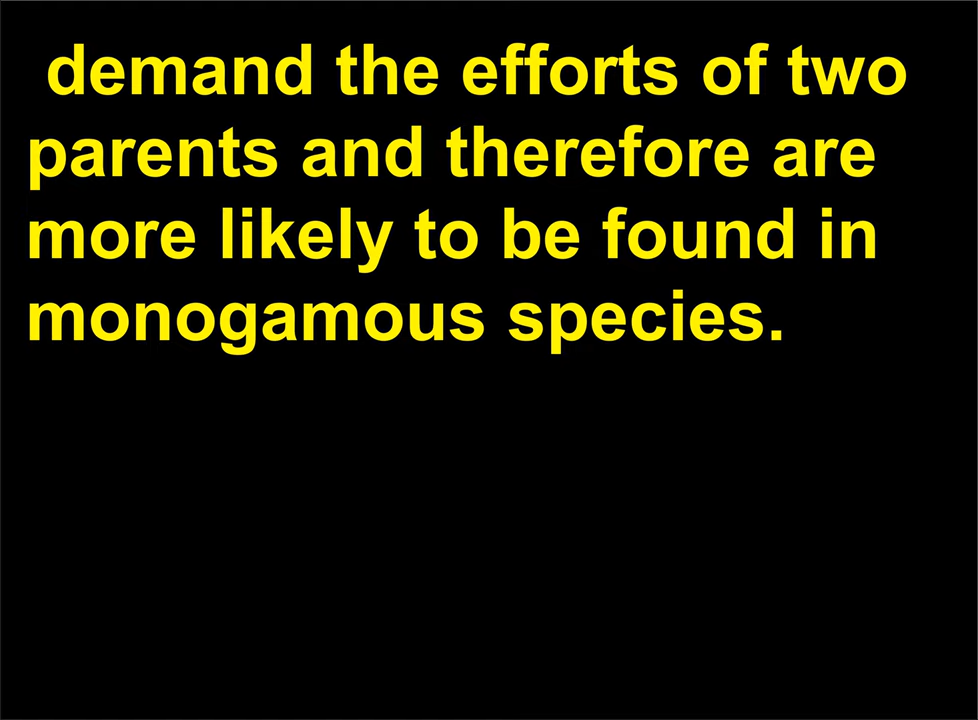 demand the efforts of two
parents and therefore are
more likely to be found in
monogamous species.